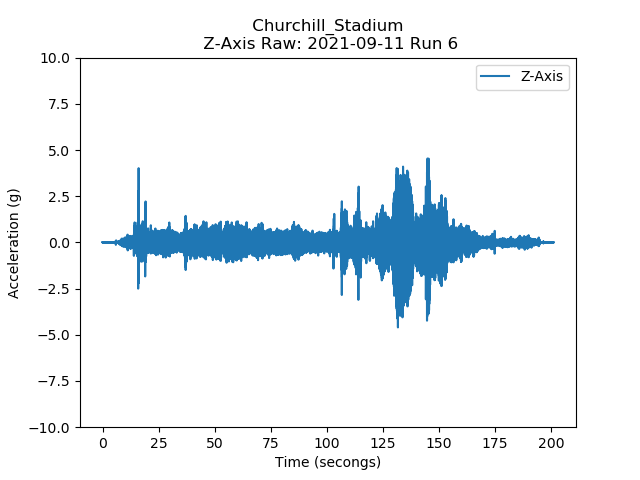 Churchill_Stadium
Z-Axis Raw: 2021-09-11 Run 6
Z-Axis
10.0
7.5
5.0
2.5
0.0
−2.5
−5.0
−7.5
−10.0
Acceleration (g)
0 25 50 75 100 125 150 175 200
Time (secongs)